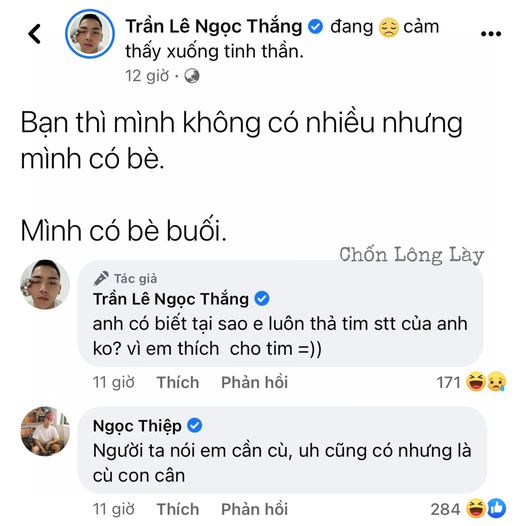 Trần Lê Ngọc Thắng đang 😞 cảm
thấy xuống tinh thần.
12 giờ ·
Bạn thì mình không có nhiều nhưng
mình có bè.
Mình có bè buối.
Chốn Lông Lày
Tác giả
Trần Lê Ngọc Thắng
anh có biết tại sao e luôn thả tim stt của anh
ko? vì em thích cho tim =))
11 giờ Thích Phản hồi 171
Ngọc Thiệp
Người ta nói em cần cù, uh cũng có nhưng là
cù con cân
11 giờ Thích Phản hồi 284